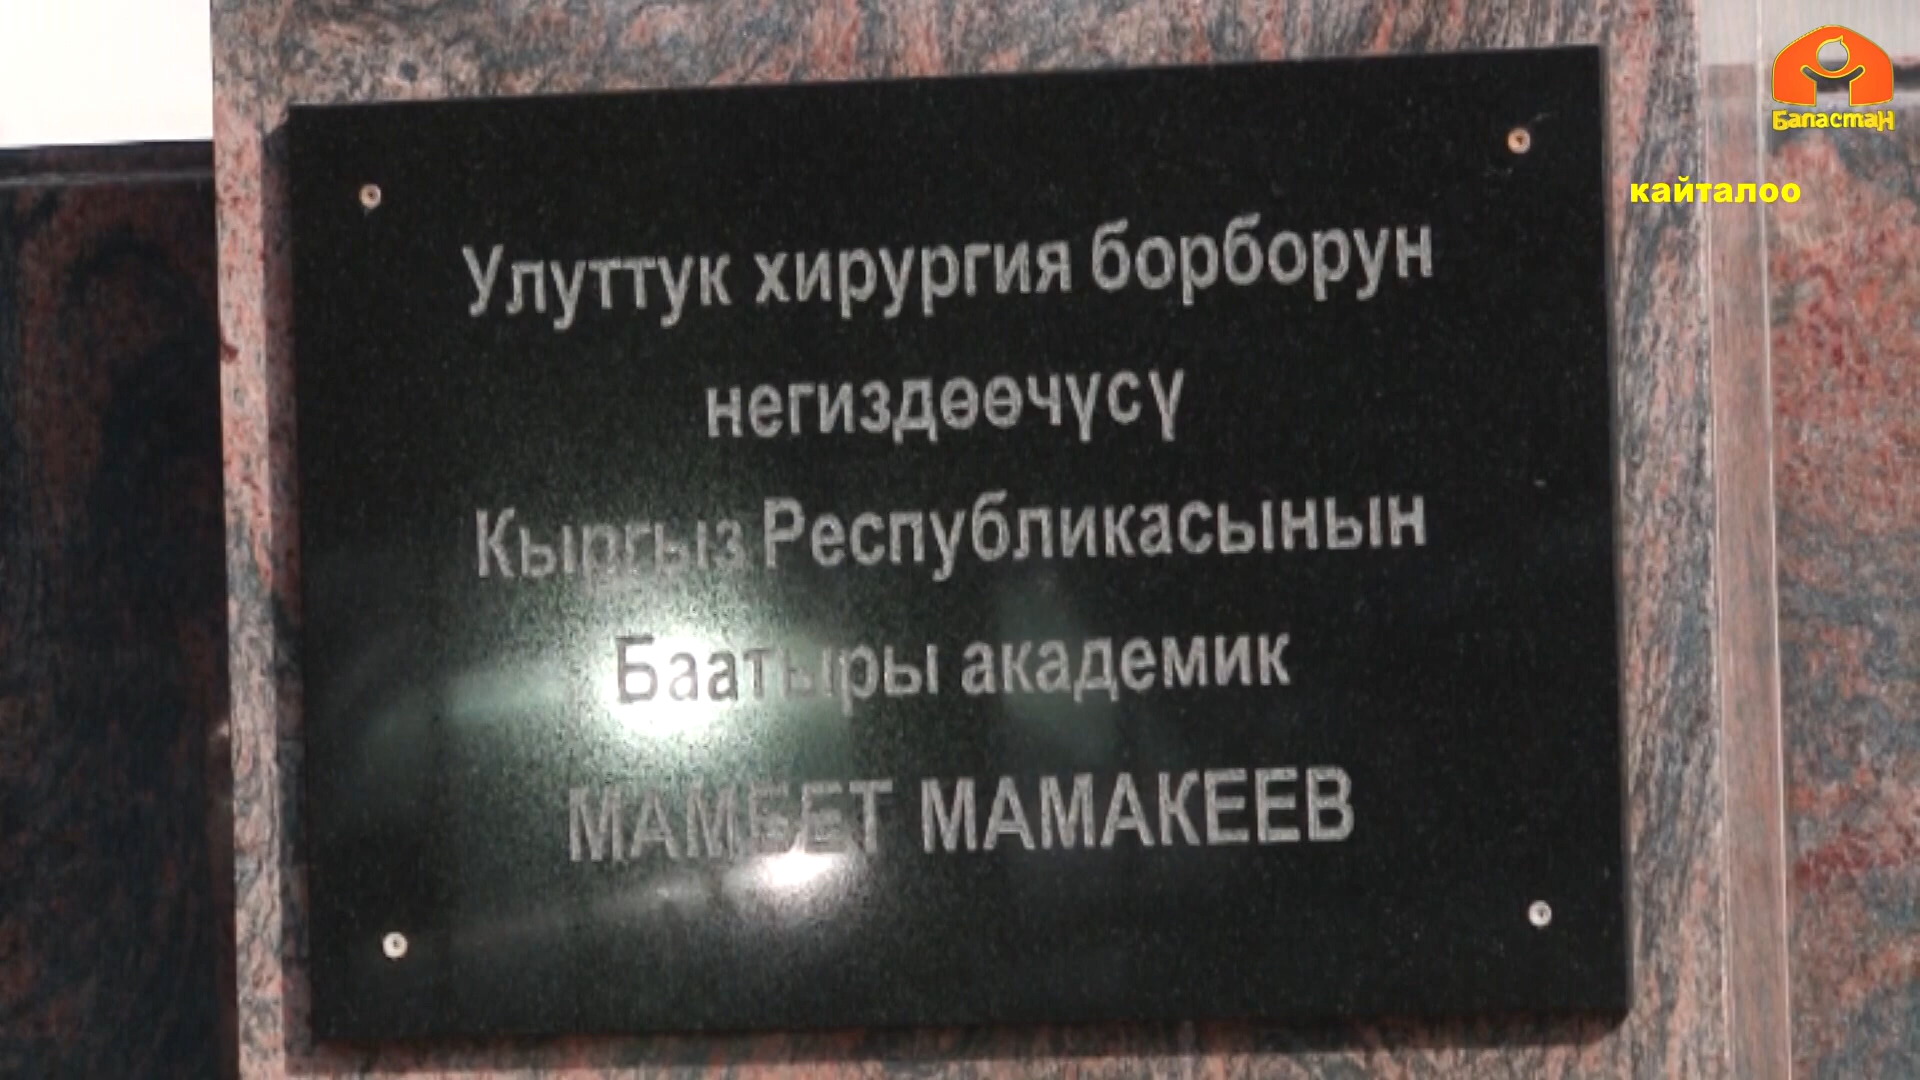 Баластан
кайталоо
Улуттук хирургия борборун
негиздөөчүсү
Кыргыз Республикасынын
Баатыры академик
МАМБЕТ МАМАКЕЕВ